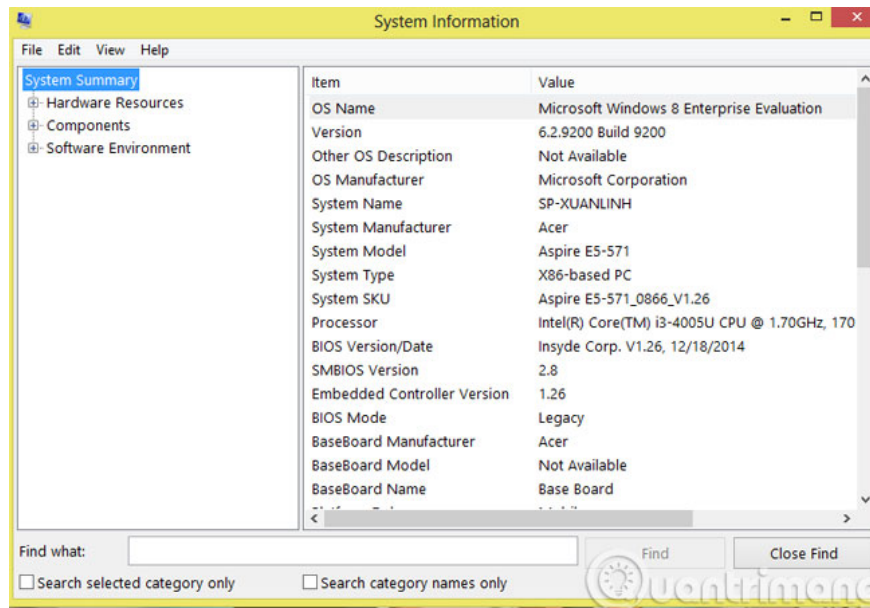 System Information
File Edit View Help
System Summary
Hardware Resources
Components
Software Environment
Item Value
OS Name Microsoft Windows 8 Enterprise Evaluation
Version 6.2.9200 Build 9200
Other OS Description Not Available
OS Manufacturer Microsoft Corporation
System Name SP-XUANLINH
System Manufacturer Acer
System Model Aspire E5-571
System Type X86-based PC
System SKU Aspire E5-571_0866_V1.26
Processor Intel(R) Core(TM) i3-4005U CPU @ 1.70GHz, 170
BIOS Version/Date Insyde Corp. V1.26, 12/18/2014
SMBIOS Version 2.8
Embedded Controller Version 1.26
BIOS Mode Legacy
BaseBoard Manufacturer Acer
BaseBoard Model Not Available
BaseBoard Name Base Board
Find what: Find Close Find
Search selected category only Search category names only
Quantrimang